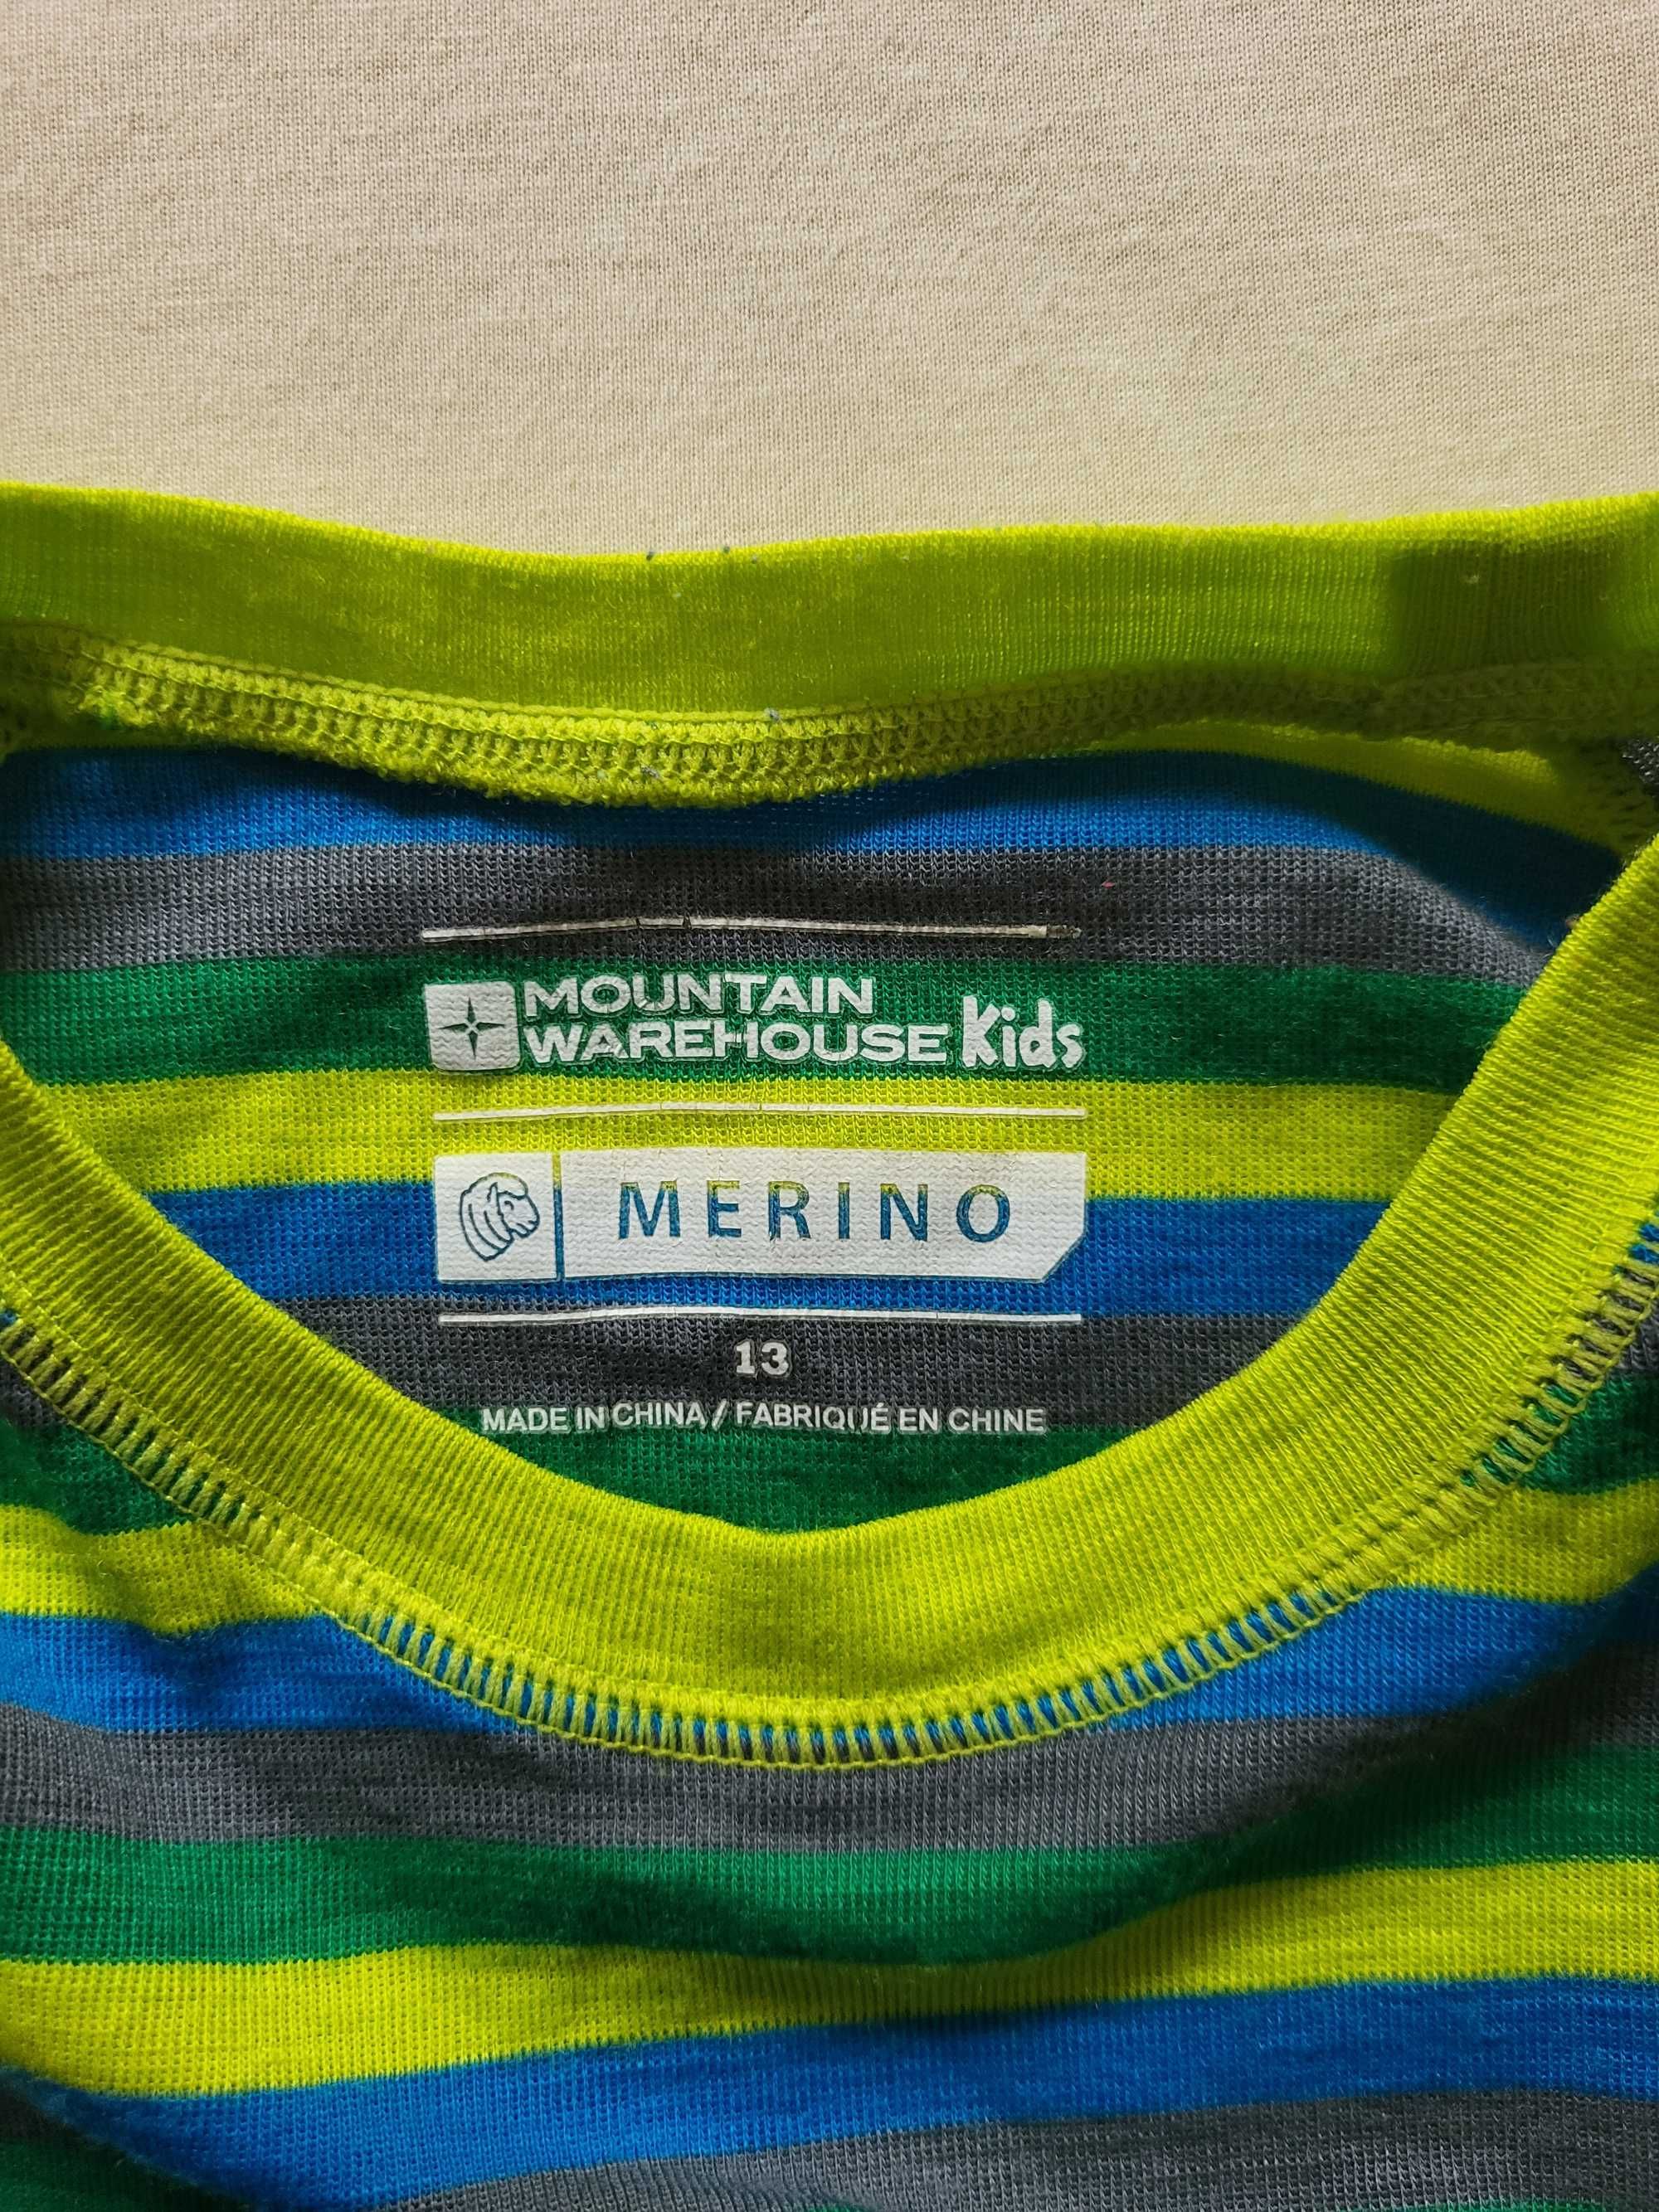 MOUNTAIN
WAREHOUSE Kids
MERINO
13
MADE IN CHINA / FABRIQUÉ EN CHINE